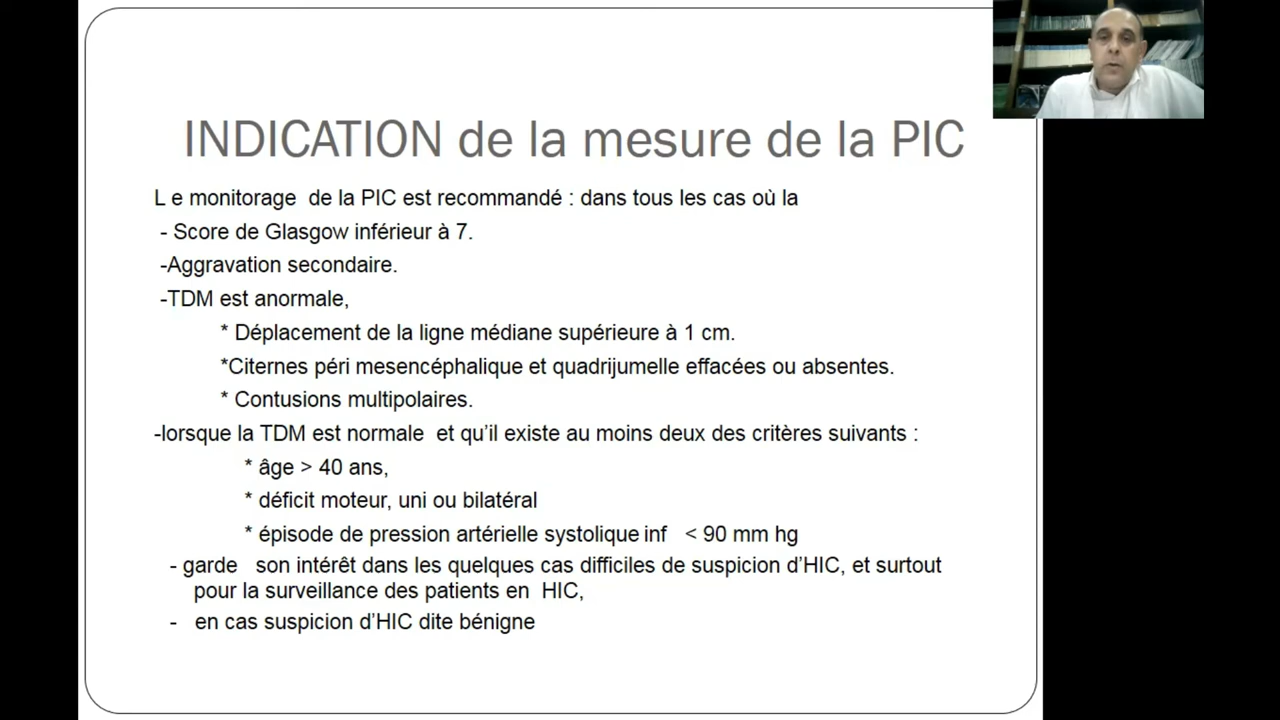 INDICATION de la mesure de la PIC
L e monitorage de la PIC est recommandé : dans tous les cas où la
- Score de Glasgow inférieur à 7.
-Aggravation secondaire.
-TDM est anormale,
* Déplacement de la ligne médiane supérieure à 1 cm.
*Citernes péri mesencéphalique et quadrijumelle effacées ou absentes.
* Contusions multipolaires.
-lorsque la TDM est normale et qu'il existe au moins deux des critères suivants :
* âge > 40 ans,
* déficit moteur, uni ou bilatéral
* épisode de pression artérielle systolique inf < 90 mm hg
- garde son intérêt dans les quelques cas difficiles de suspicion d'HIC, et surtout
pour la surveillance des patients en HIC,
- en cas suspicion d'HIC dite bénigne